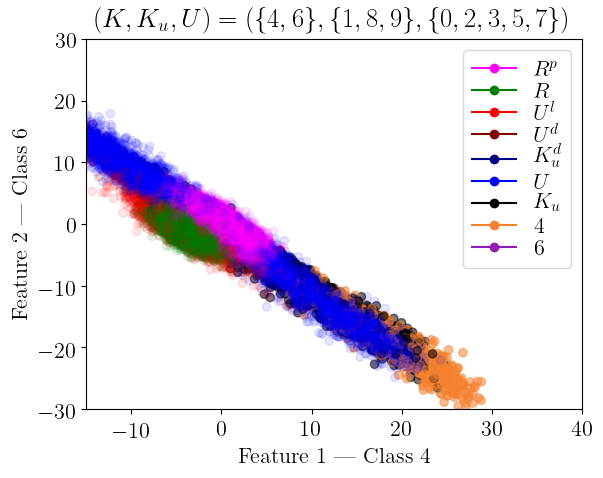 (K, K_u, U) = ({4, 6}, {1, 8, 9}, {0, 2, 3, 5, 7})
30
20
10
0
−10
−20
−30
Feature 2 — Class 6
R^p
R
U^l
U^d
K_u^d
U
K_u
4
6
−10
0
10
20
30
40
Feature 1 — Class 4